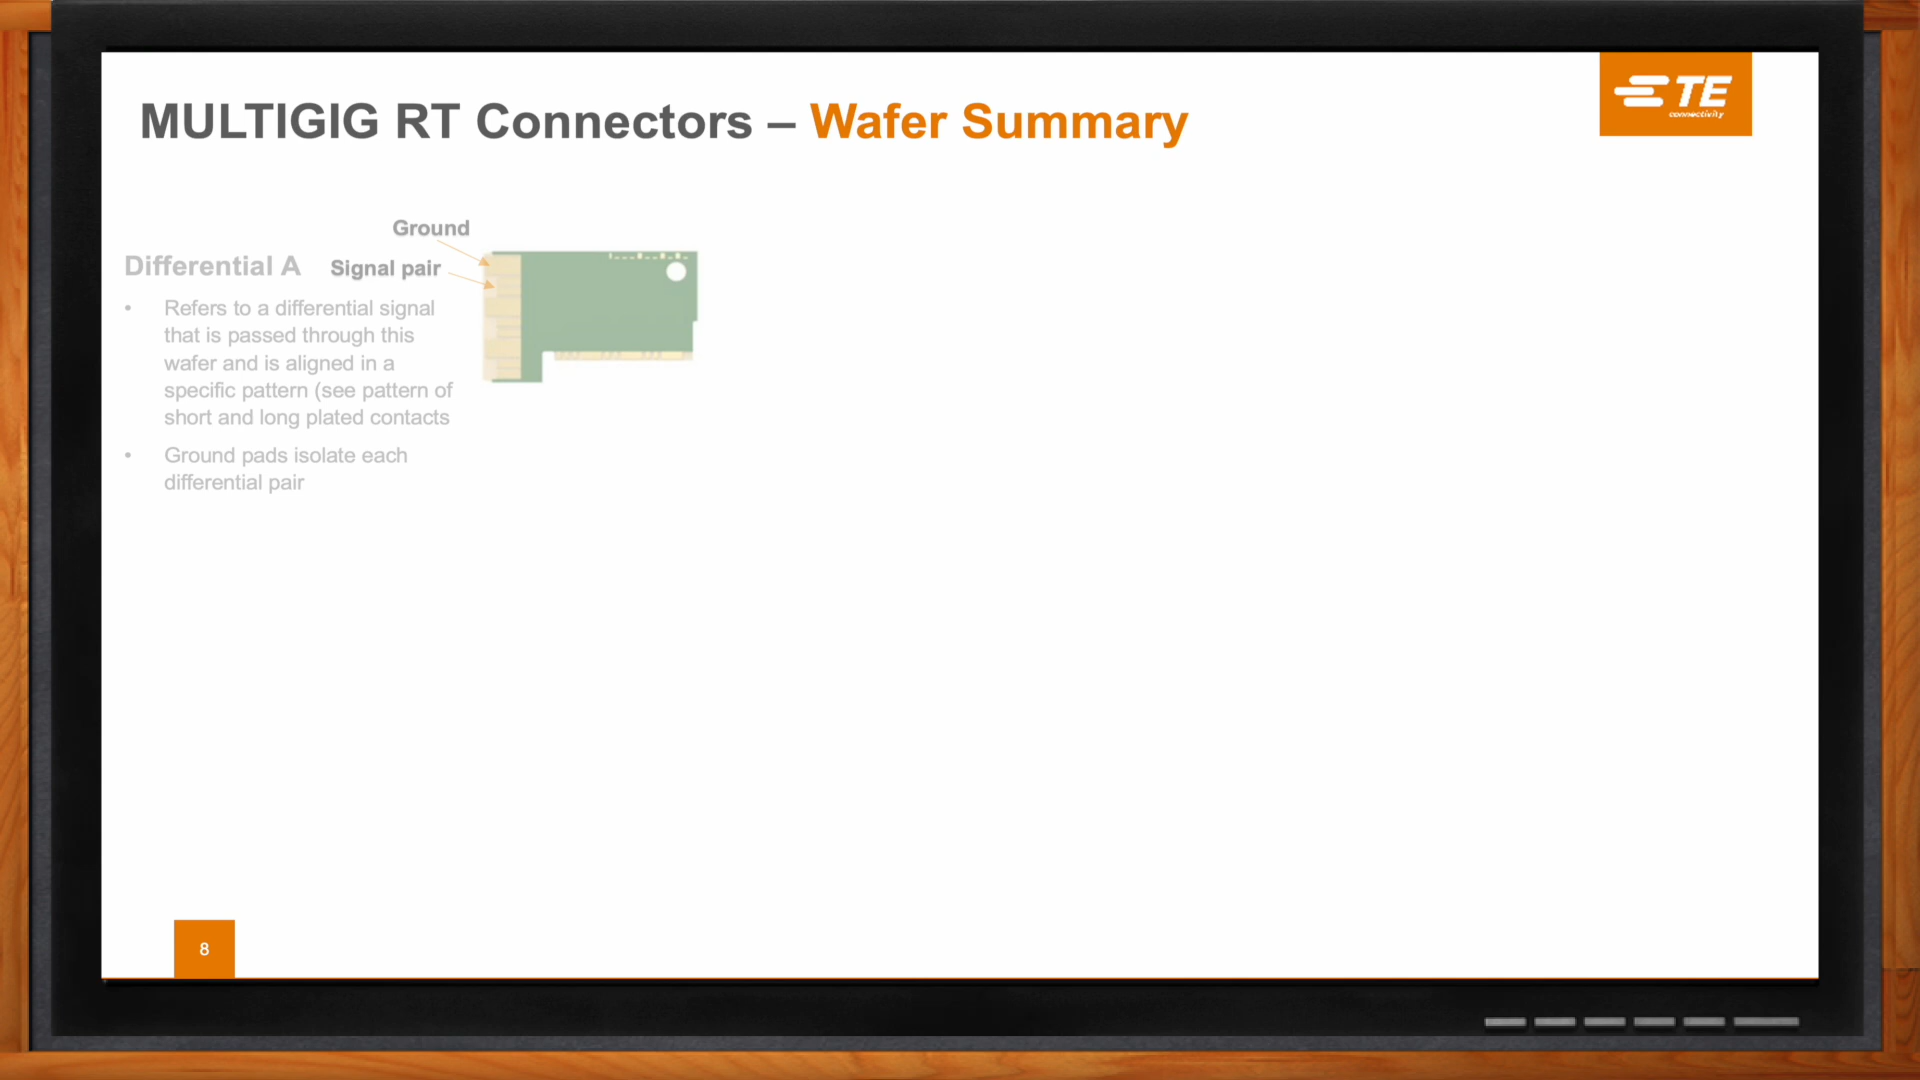 MULTIGIG RT Connectors – Wafer Summary
TE
connectivity
Ground
Differential A
Signal pair
• Refers to a differential signal
that is passed through this
wafer and is aligned in a
specific pattern (see pattern of
short and long plated contacts
• Ground pads isolate each
differential pair
8